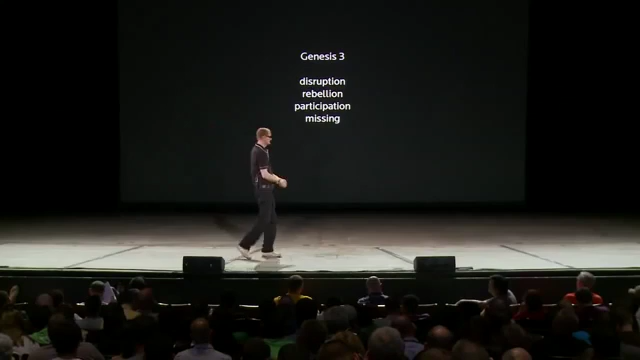 Genesis 3
disruption
rebellion
participation
missing